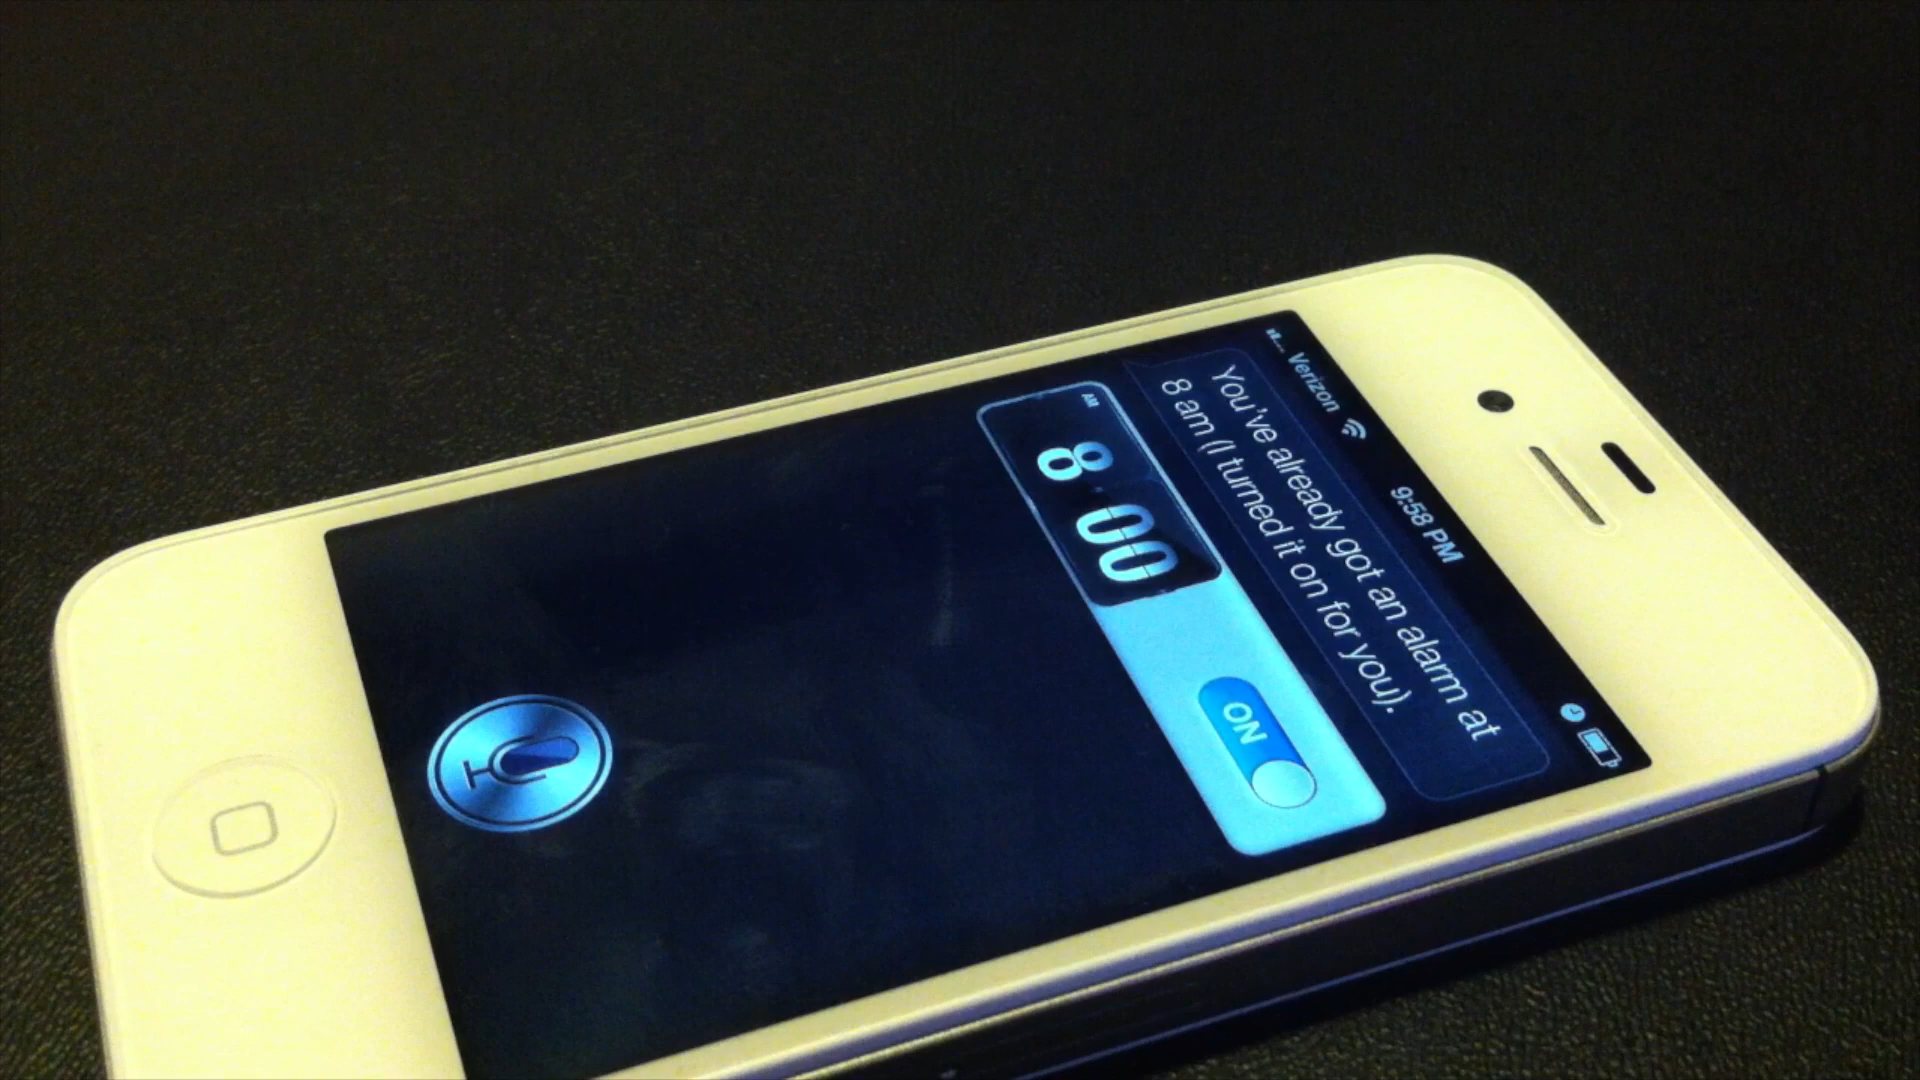 Verizon 9:58 PM
You've already got an alarm at
8 am (I turned it on for you).
AM 8:00 ON